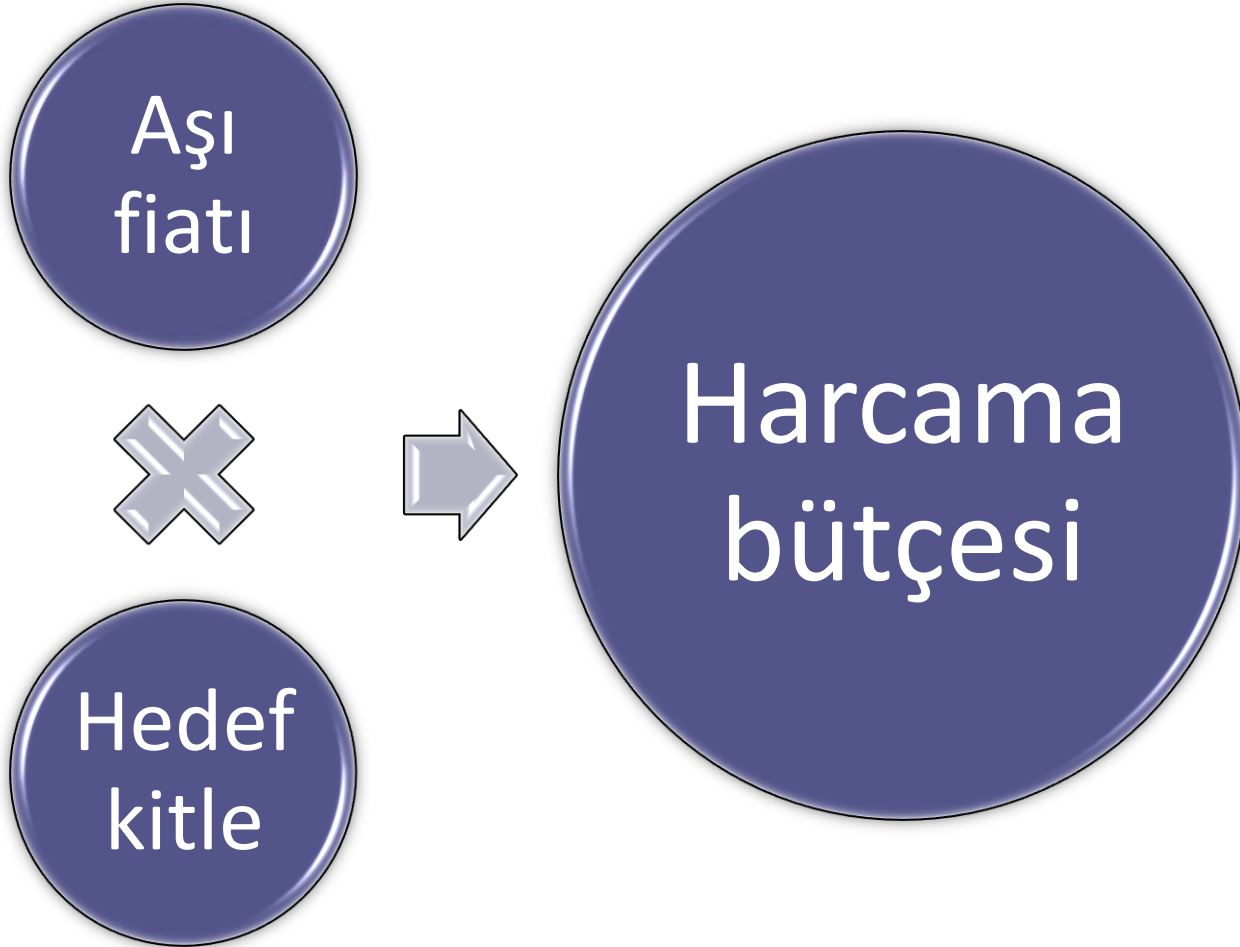 Aşı
fiatı
Hedef
kitle
Harcama
bütçesi